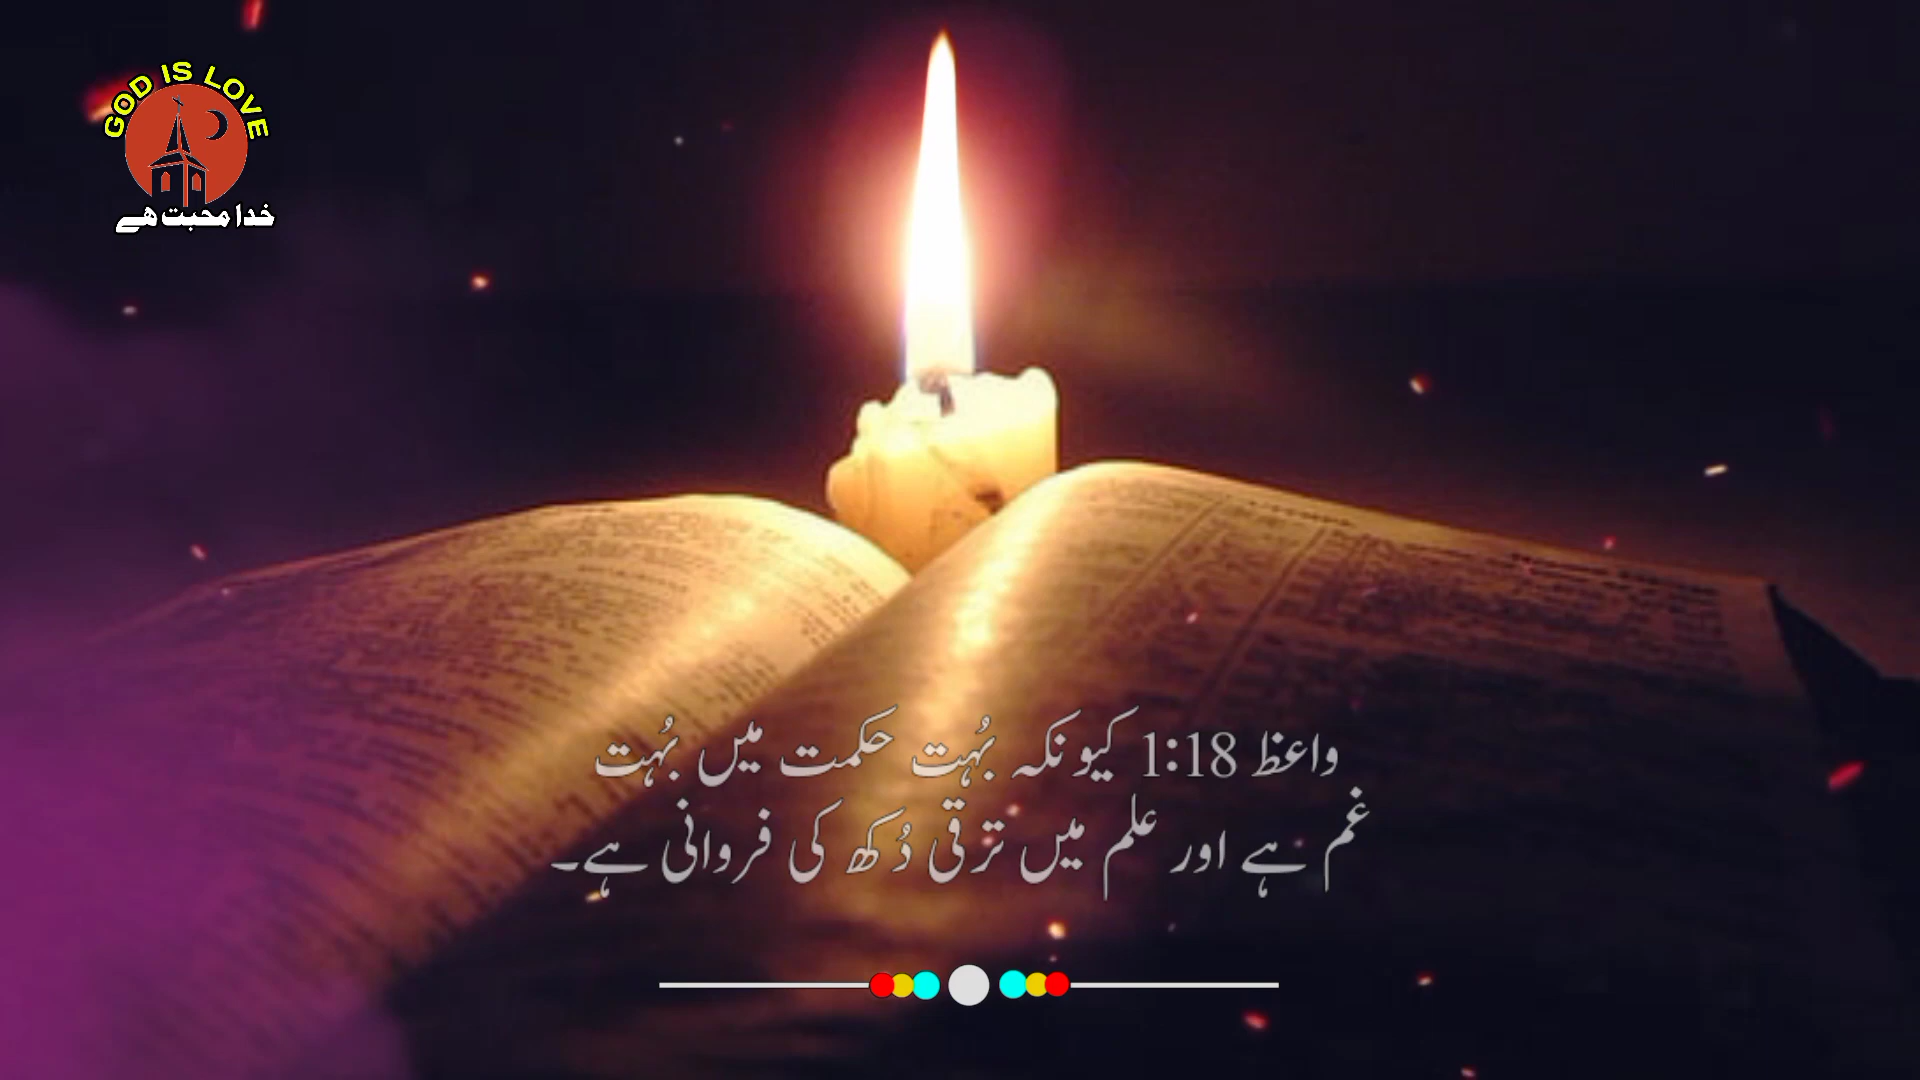 GOD IS LOVE
خدا محبت ھے
واعظ 1:18 کیونکہ بُہت حکمت میں بُہت
غم ہے اور علم میں ترقی دُکھ کی فروانی ہے۔